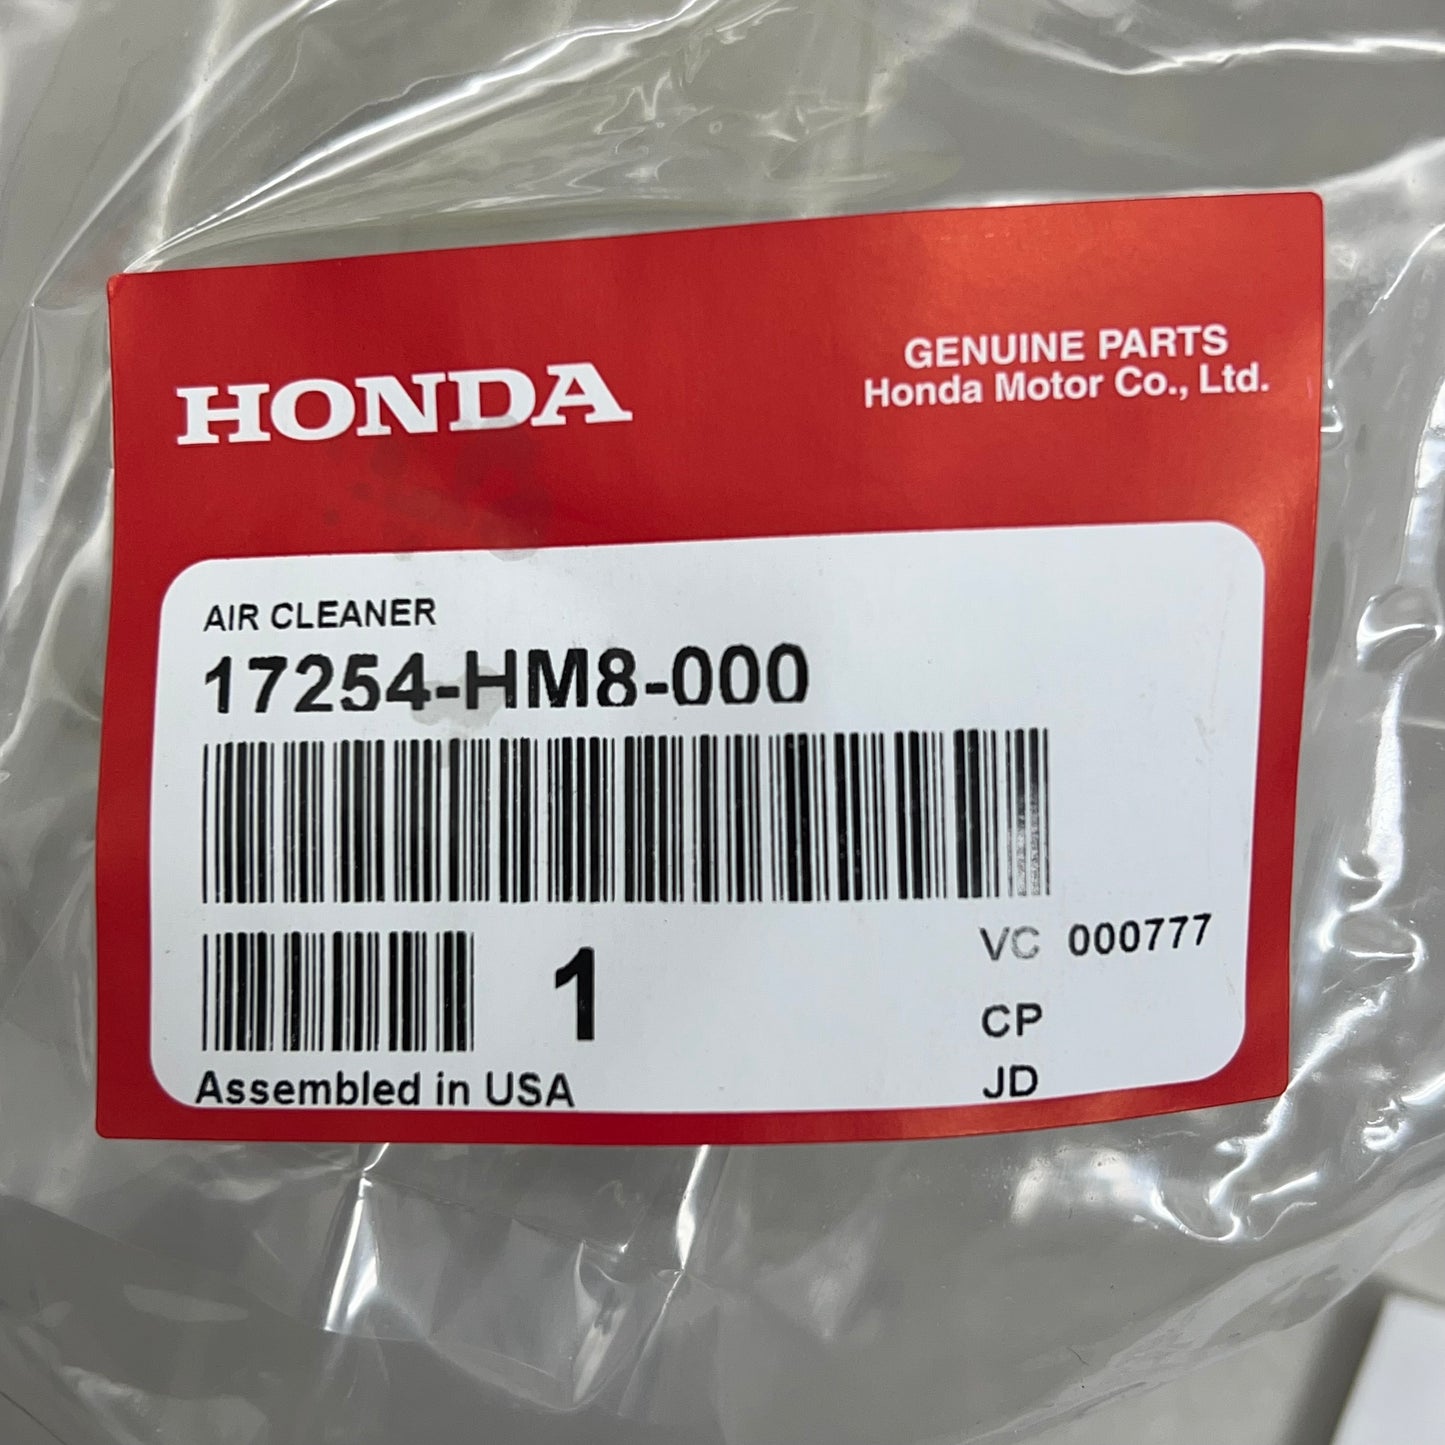 HONDA
GENUINE PARTS
Honda Motor Co., Ltd.
AIR CLEANER
17254-HM8-000
1
VC 000777
CP
JD
Assembled in USA